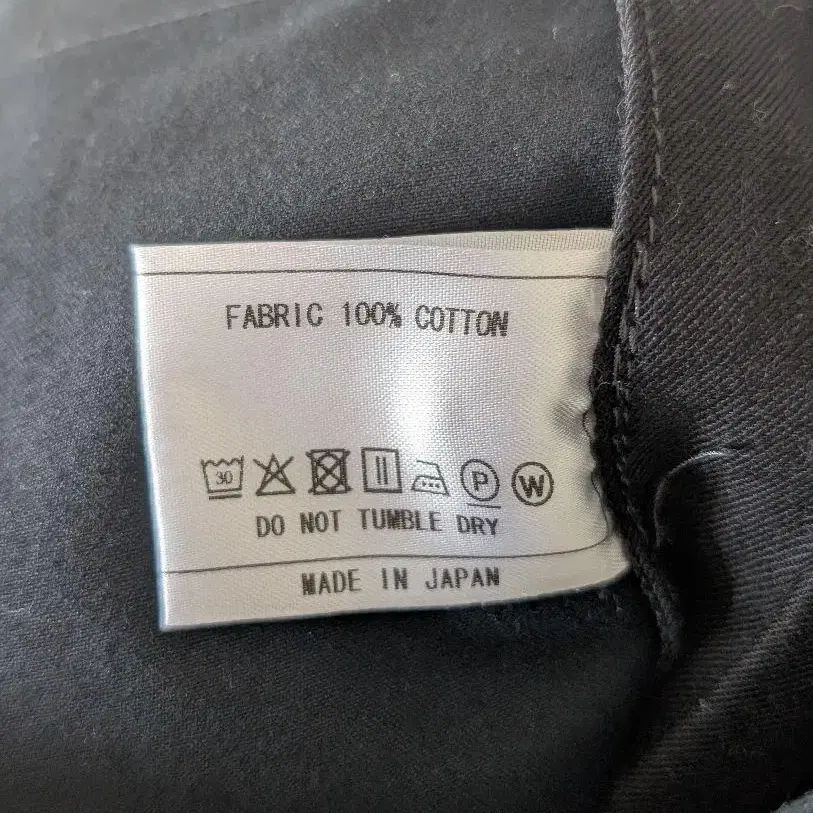 FABRIC 100% COTTON
30 P W
DO NOT TUMBLE DRY
MADE IN JAPAN